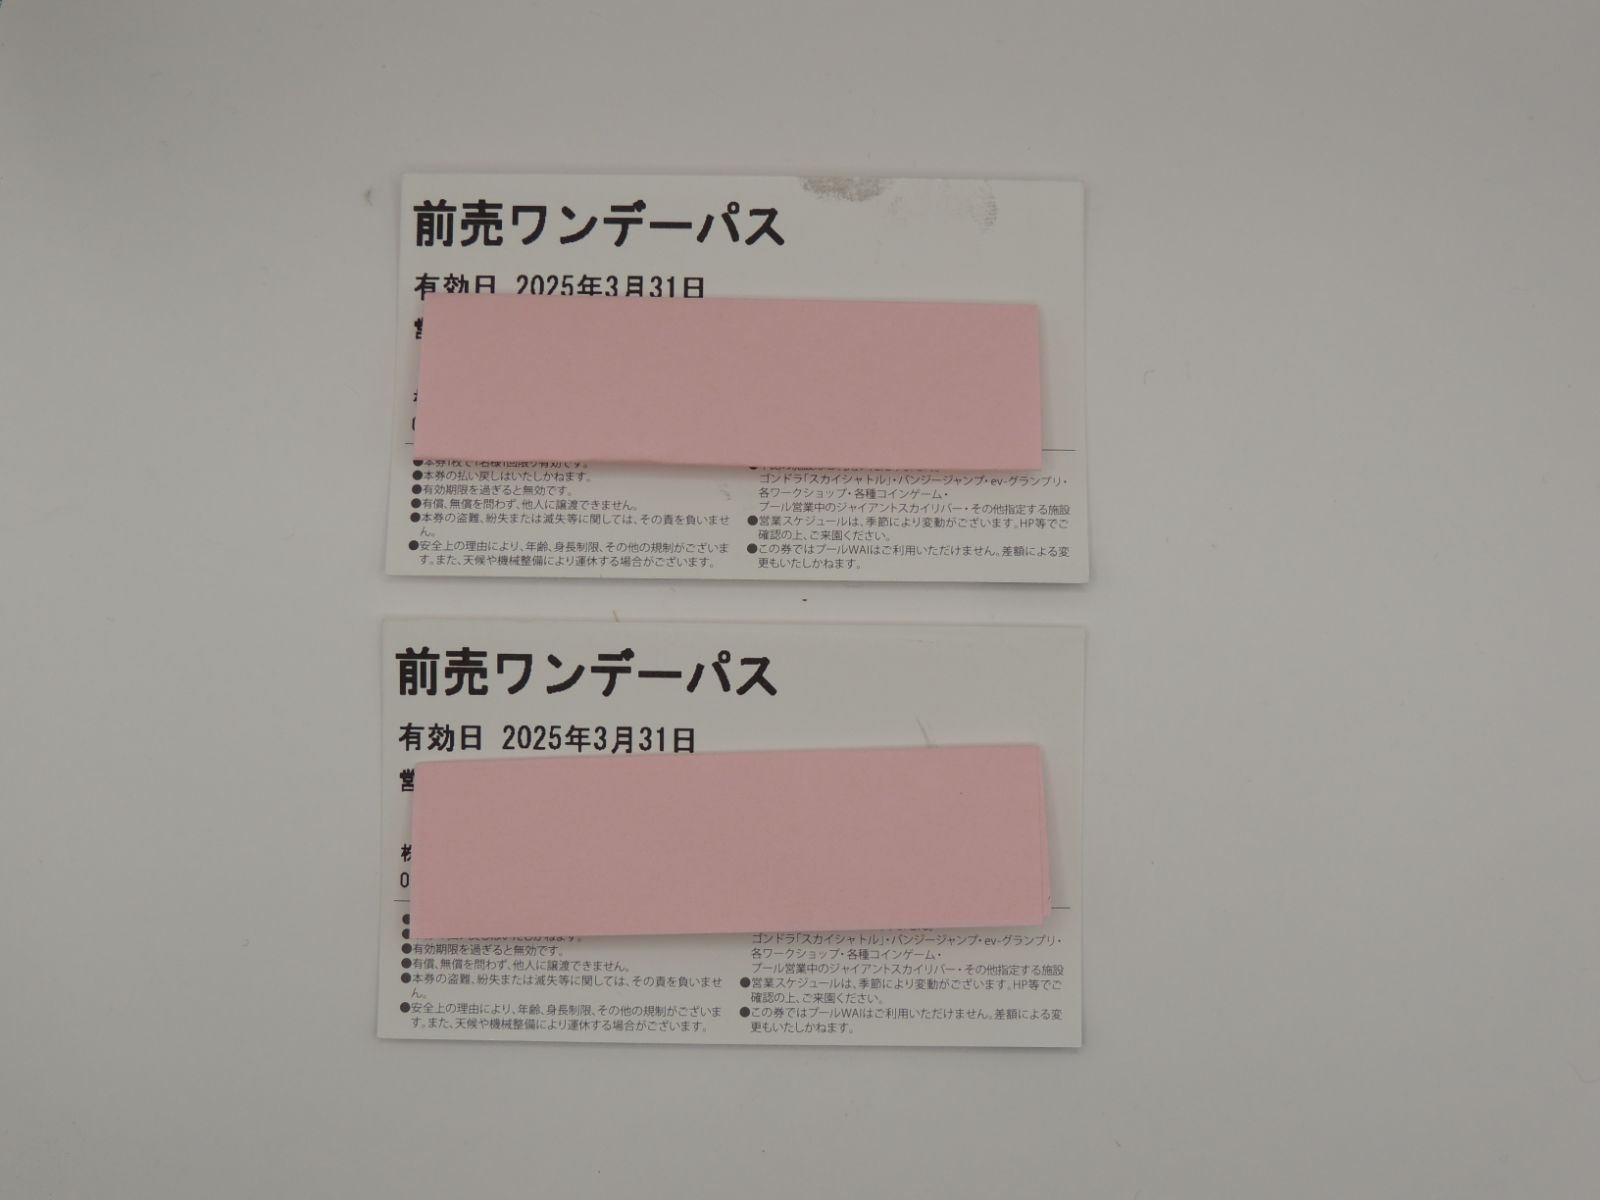 前売ワンデーパス
有効日 2025年3月31日
営
0
●本券1枚で1名様1回限り有効です。
●本券の払い戻しはいたしかねます。
●有効期限を過ぎると無効です。
●有償、無償を問わず、他人に譲渡できません。
●本券の盗難、紛失または滅失等に関しては、その責を負いませ
ん。
●安全上の理由により、年齢、身長制限、その他の規制がございま
す。また、天候や機械整備により運休する場合がございます。
ゴンドラ「スカイシャトル」・バンジージャンプ・ev-グランプリ・
各ワークショップ・各種コインゲーム・
プール営業中のジャイアントスカイリバー・その他指定する施設
●営業スケジュールは、季節により変動がございます。HP等でご
確認の上、ご来園ください。
●この券ではプールWAIはご利用いただけません。差額による変
更もいたしかねます。
前売ワンデーパス
有効日 2025年3月31日
営
株
0
●有効期限を過ぎると無効です。
●有償、無償を問わず、他人に譲渡できません。
●本券の盗難、紛失または滅失等に関しては、その責を負いませ
ん。
●安全上の理由により、年齢、身長制限、その他の規制がございま
す。また、天候や機械整備により運休する場合がございます。
ゴンドラ「スカイシャトル」・バンジージャンプ・ev-グランプリ・
各ワークショップ・各種コインゲーム・
プール営業中のジャイアントスカイリバー・その他指定する施設
●営業スケジュールは、季節により変動がございます。HP等でご
確認の上、ご来園ください。
●この券ではプールWAIはご利用いただけません。差額による変
更もいたしかねます。